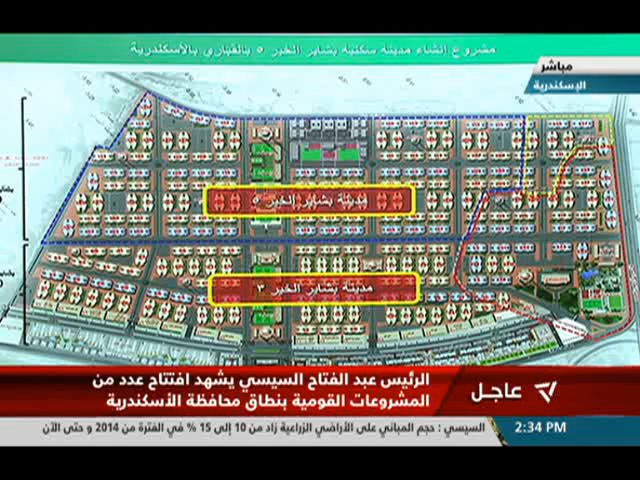 مشروع إنشاء مدينة سكنية بشاير الخير ٥ بالقباري بالأسكندرية
مباشر
الإسكندرية
مدينة بشاير الخير ٥
مدينة بشاير الخير ٣
عاجل
الرئيس عبد الفتاح السيسي يشهد افتتاح عدد من
المشروعات القومية بنطاق محافظة الأسكندرية
السيسي : حجم المباني على الأراضي الزراعية زاد من 10 إلى 15 % في الفترة من 2014 و حتى الآن
2:34 PM